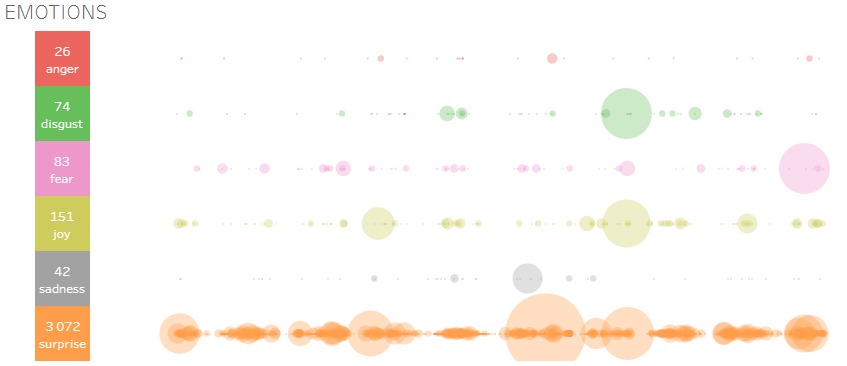 EMOTIONS
26
anger
74
disgust
83
fear
151
joy
42
sadness
3 072
surprise